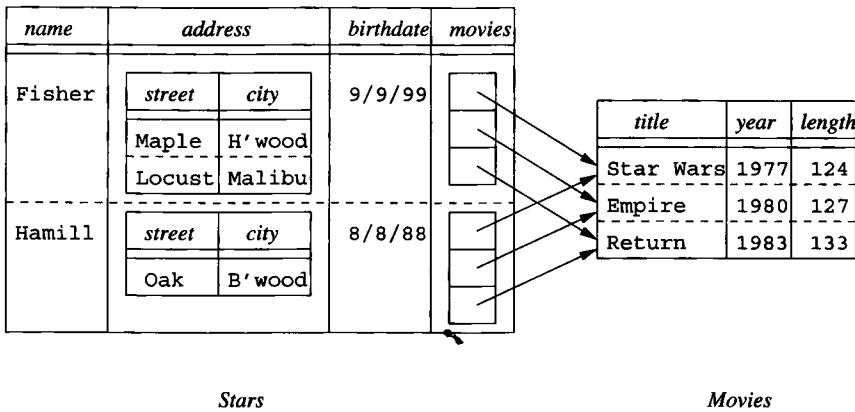 name address birthdate movies
Fisher street city 9/9/99
Maple H'wood
Locust Malibu
Hamill street city 8/8/88
Oak B'wood
title year length
Star Wars 1977 124
Empire 1980 127
Return 1983 133
Stars
Movies